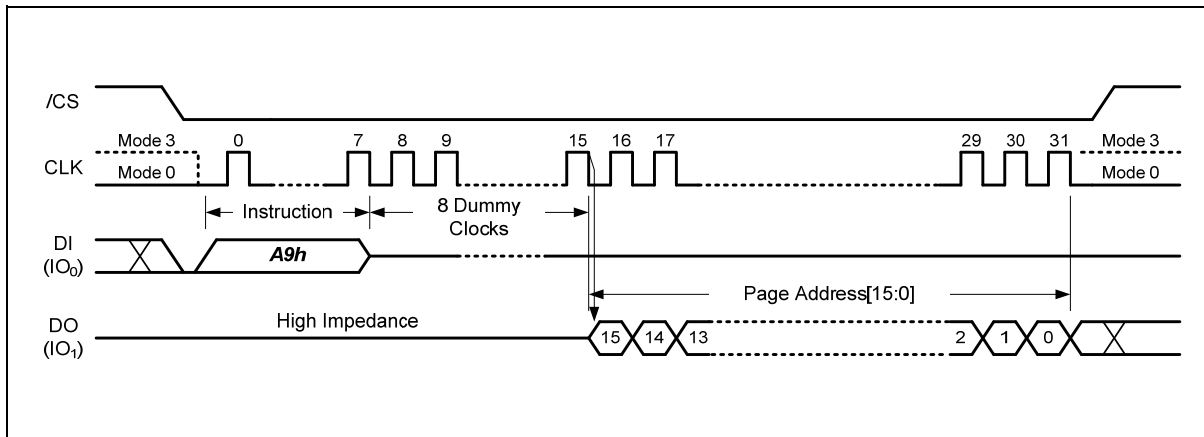 /CS
Mode 3 0 7 8 9 15 16 17 29 30 31 Mode 3
CLK
Mode 0 Mode 0
Instruction 8 Dummy
Clocks
DI
(IO0)
A9h
Page Address[15:0]
High Impedance
DO
(IO1)
15 14 13 2 1 0